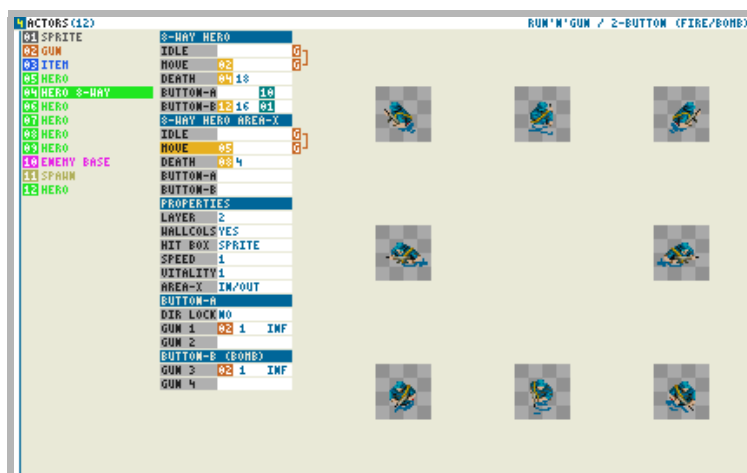 4 ACTORS(12) RUN'N'GUN / 2-BUTTON (FIRE/BOMB)
01 SPRITE
02 GUN
03 ITEM
05 HERO
04 HERO 8-WAY
06 HERO
07 HERO
08 HERO
09 HERO
10 ENEMY BASE
11 SPAWN
12 HERO
8-WAY HERO
IDLE G
MOVE 02 G
DEATH 04 18
BUTTON-A 10
BUTTON-B 12 16 01
8-WAY HERO AREA-X
IDLE G
MOVE 05 G
DEATH 08 4
BUTTON-A
BUTTON-B
PROPERTIES
LAYER 2
WALLCOLS YES
HIT BOX SPRITE
SPEED 1
VITALITY 1
AREA-X IN/OUT
BUTTON-A
DIR LOCK NO
GUN 1 02 1 INF
GUN 2
BUTTON-B (BOMB)
GUN 3 02 1 INF
GUN 4